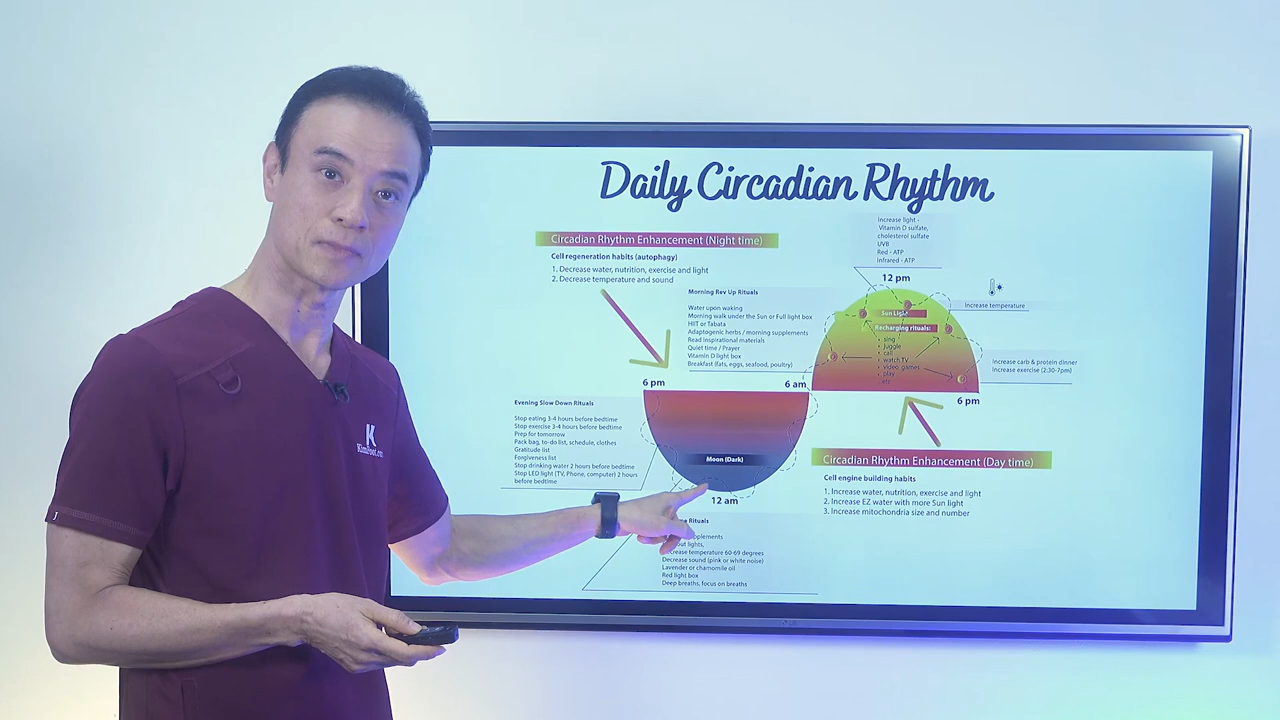 Daily Circadian Rhythm
Circadian Rhythm Enhancement (Night time)
Cell regeneration habits (autophagy)
1. Decrease water, nutrition, exercise and light
2. Decrease temperature and sound
Increase light -
Vitamin D sulfate,
cholesterol sulfate
UVB
Red - ATP
Infrared - ATP
12 pm
Increase temperature
Morning Rev Up Rituals
Water upon waking
Morning walk under the Sun or Full light box
HIIT or Tabata
Adaptogenic herbs / morning supplements
Read Inspirational materials
Quiet time / Prayer
Vitamin D light box
Breakfast (fats, eggs, seafood, poultry)
Sun Light
Recharging rituals:
• sing
• juggle
• call
• watch TV
• video games
• play
etc
Increase carb & protein dinner
Increase exercise (2:30-7pm)
6 pm
6 am
6 pm
Evening Slow Down Rituals
Stop eating 3-4 hours before bedtime
Stop exercise 3-4 hours before bedtime
Prep for tomorrow
Pack bag, to-do list, schedule, clothes
Gratitude list
Forgiveness list
Stop drinking water 2 hours before bedtime
Stop LED light (TV, Phone, computer) 2 hours
before bedtime
Moon (Dark)
12 am
Circadian Rhythm Enhancement (Day time)
Cell engine building habits
1. Increase water, nutrition, exercise and light
2. Increase EZ water with more Sun light
3. Increase mitochondria size and number
Rituals
lights,
temperature 60-69 degrees
Decrease sound (pink or white noise)
Lavender or chamomile oil
Red light box
Deep breaths, focus on breaths
K
J